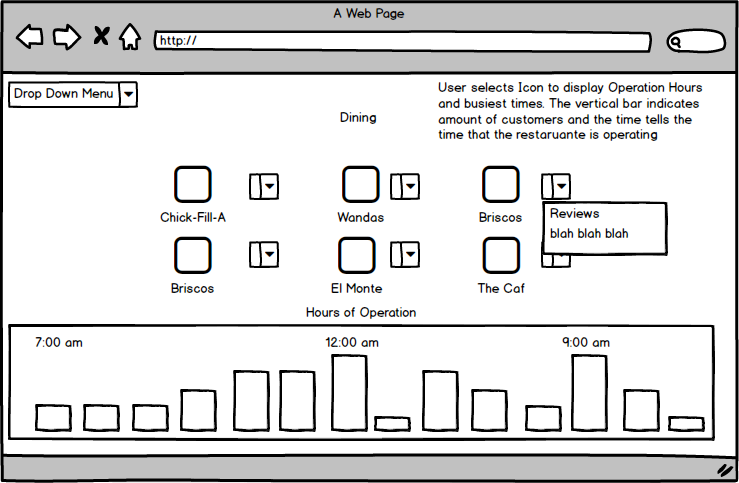 A Web Page
http://
Drop Down Menu
User selects Icon to display Operation Hours
and busiest times. The vertical bar indicates
amount of customers and the time tells the
time that the restaruante is operating
Dining
Chick-Fill-A
Wandas
Briscos
Reviews
blah blah blah
Briscos
El Monte
The Caf
Hours of Operation
7:00 am
12:00 am
9:00 am